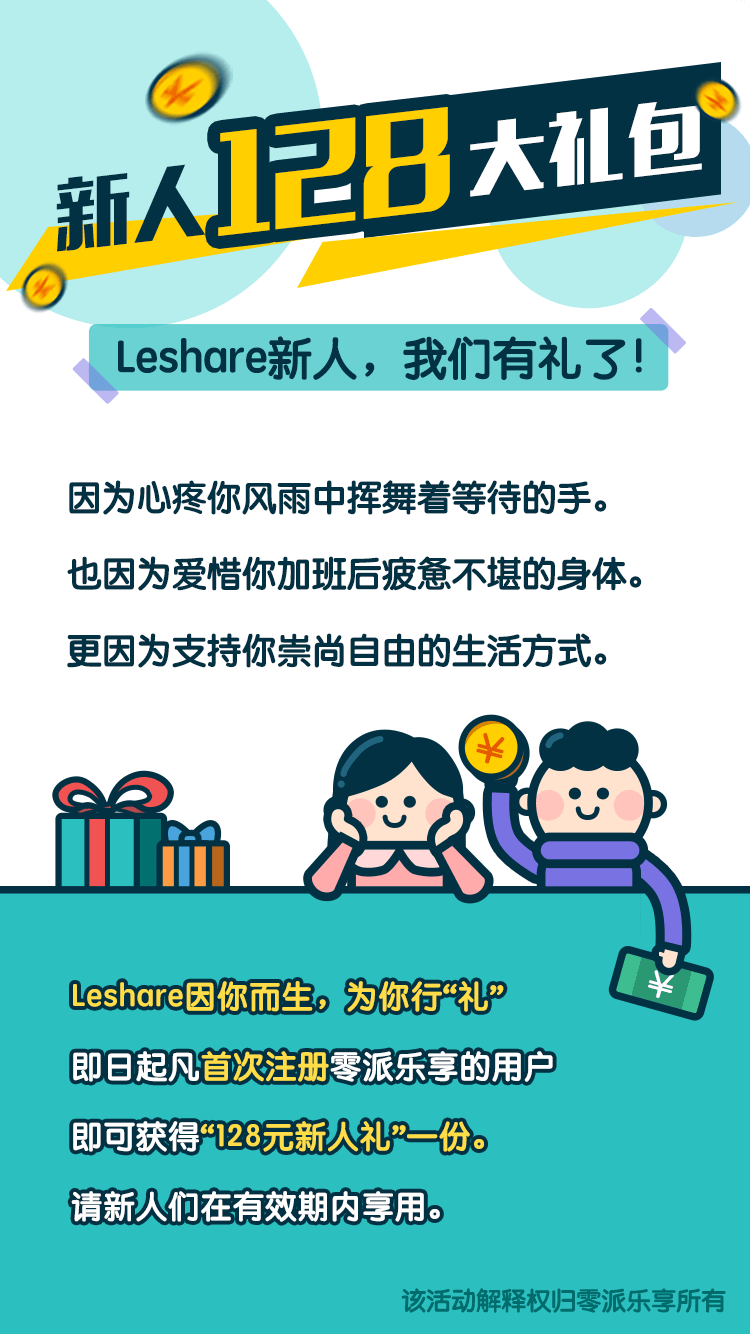 新人128大礼包
Leshare新人，我们有礼了!
因为心疼你风雨中挥舞着等待的手。
也因为爱惜你加班后疲惫不堪的身体。
更因为支持你崇尚自由的生活方式。
Leshare因你而生，为你行“礼”
即日起凡首次注册零派乐享的用户
即可获得“128元新人礼”一份。
请新人们在有效期内享用。
该活动解释权归零派乐享所有